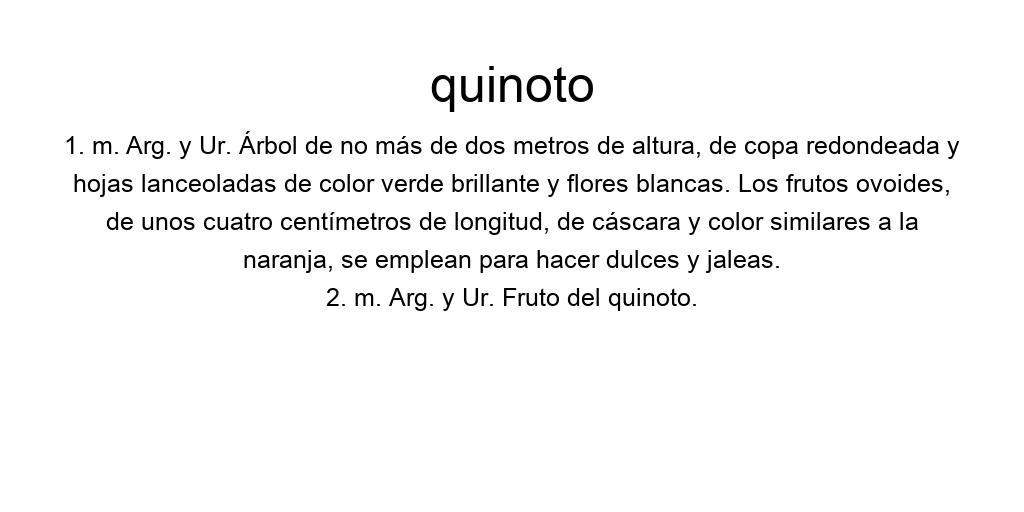 quinoto
1. m. Arg. y Ur. Árbol de no más de dos metros de altura, de copa redondeada y
hojas lanceoladas de color verde brillante y flores blancas. Los frutos ovoides,
de unos cuatro centímetros de longitud, de cáscara y color similares a la
naranja, se emplean para hacer dulces y jaleas.
2. m. Arg. y Ur. Fruto del quinoto.